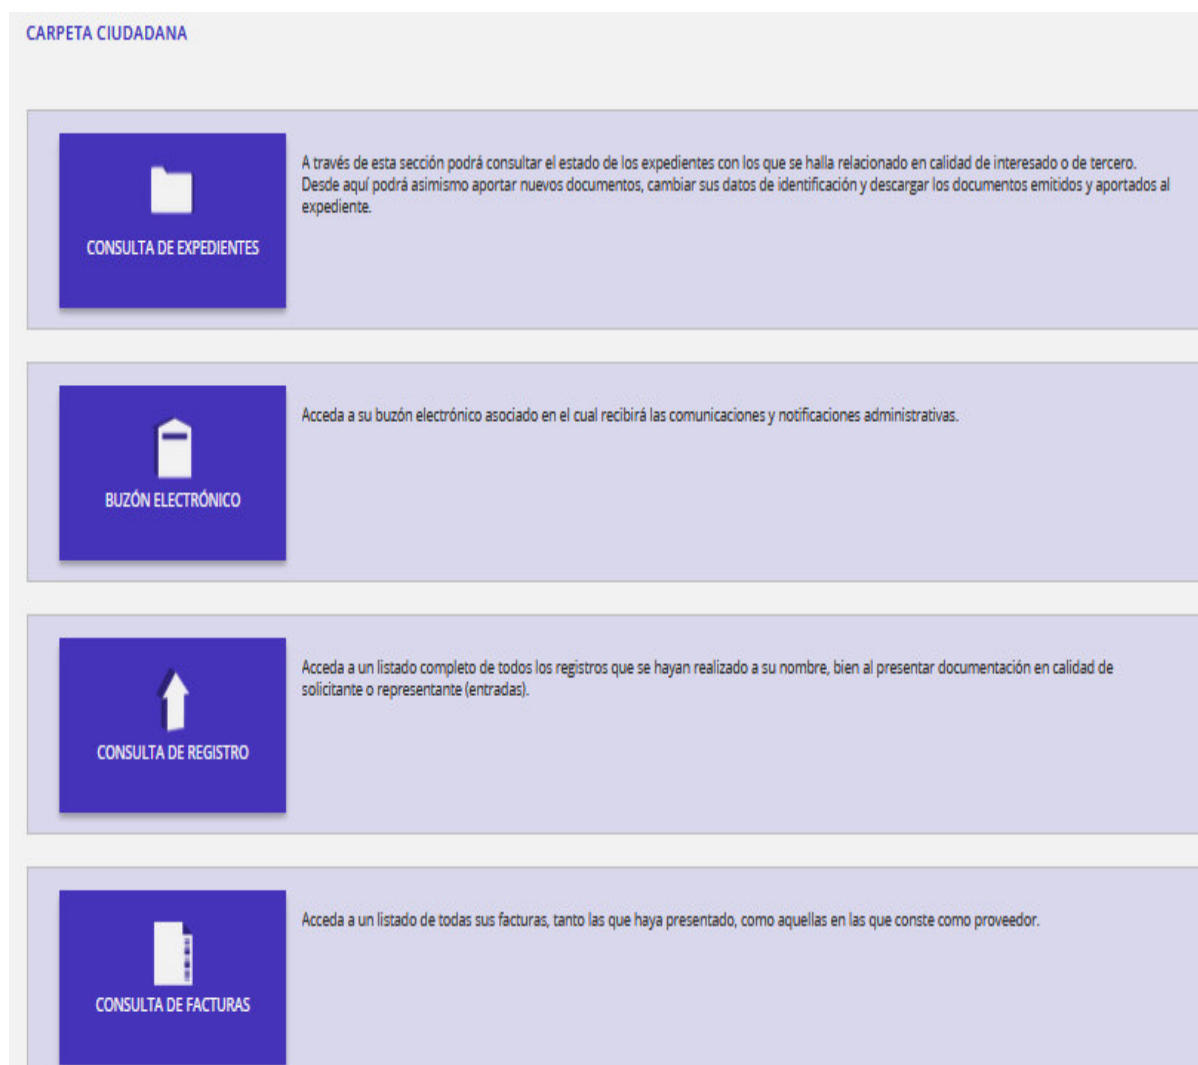 CARPETA CIUDADANA
CONSULTA DE EXPEDIENTES
A través de esta sección podrá consultar el estado de los expedientes con los que se halla relacionado en calidad de interesado o de tercero.
Desde aquí podrá asimismo aportar nuevos documentos, cambiar sus datos de identificación y descargar los documentos emitidos y aportados al
expediente.
BUZÓN ELECTRÓNICO
Acceda a su buzón electrónico asociado en el cual recibirá las comunicaciones y notificaciones administrativas.
CONSULTA DE REGISTRO
Acceda a un listado completo de todos los registros que se hayan realizado a su nombre, bien al presentar documentación en calidad de
solicitante o representante (entradas).
CONSULTA DE FACTURAS
Acceda a un listado de todas sus facturas, tanto las que haya presentado, como aquellas en las que conste como proveedor.